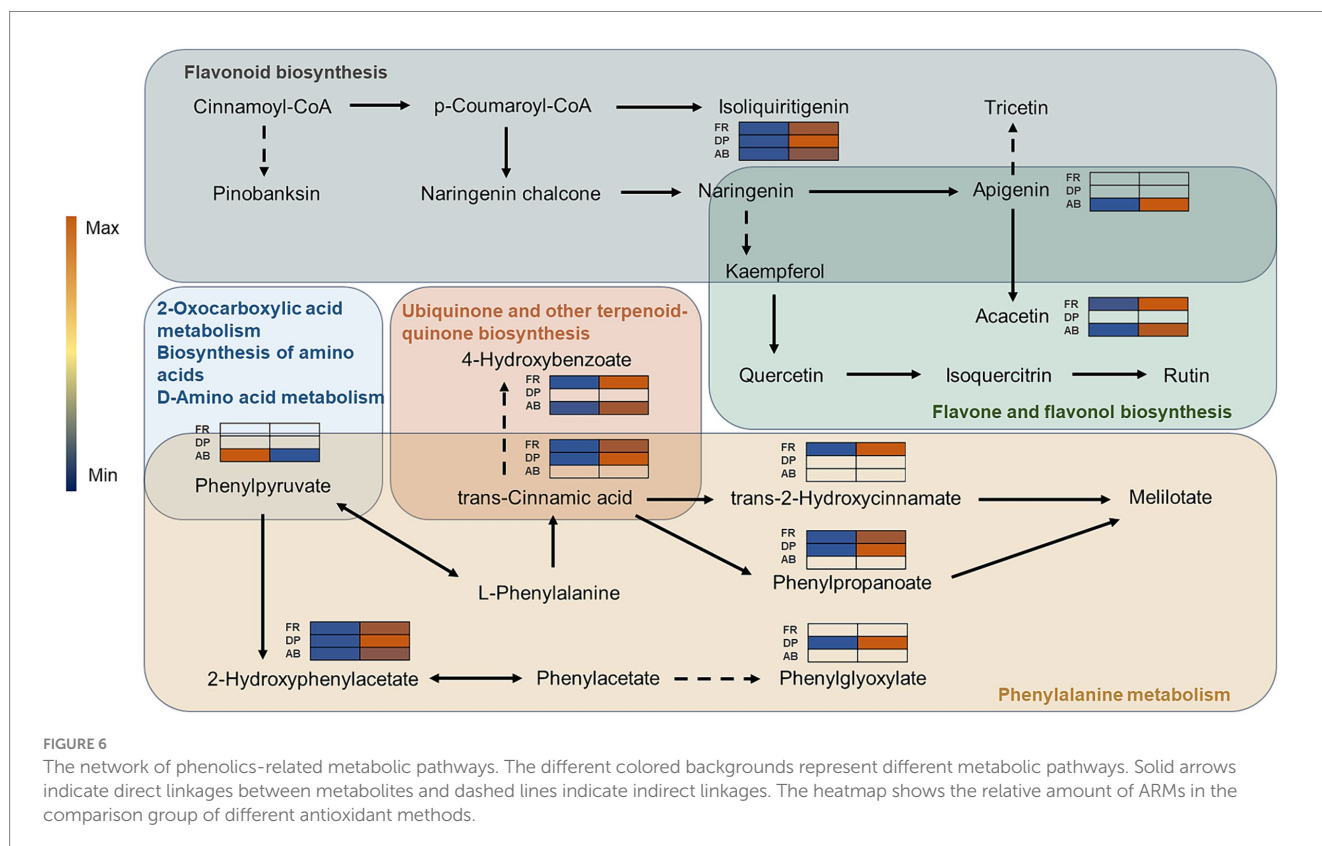 Flavonoid biosynthesis
Cinnamoyl-CoA
p-Coumaroyl-CoA
Isoliquiritigenin
Tricetin
FR
DP
AB
Pinobanksin
Naringenin chalcone
Naringenin
Apigenin
FR
DP
AB
Max
Min
Kaempferol
Acacetin
FR
DP
AB
Quercetin
Isoquercitrin
Rutin
Flavone and flavonol biosynthesis
2-Oxocarboxylic acid
metabolism
Biosynthesis of amino
acids
D-Amino acid metabolism
FR
DP
AB
Phenylpyruvate
Ubiquinone and other terpenoid-
quinone biosynthesis
4-Hydroxybenzoate
FR
DP
AB
FR
DP
AB
trans-Cinnamic acid
FR
DP
AB
trans-2-Hydroxycinnamate
Melilotate
FR
DP
AB
Phenylpropanoate
L-Phenylalanine
FR
DP
AB
2-Hydroxyphenylacetate
Phenylacetate
FR
DP
AB
Phenylglyoxylate
Phenylalanine metabolism
FIGURE 6
The network of phenolics-related metabolic pathways. The different colored backgrounds represent different metabolic pathways. Solid arrows
indicate direct linkages between metabolites and dashed lines indicate indirect linkages. The heatmap shows the relative amount of ARMs in the
comparison group of different antioxidant methods.